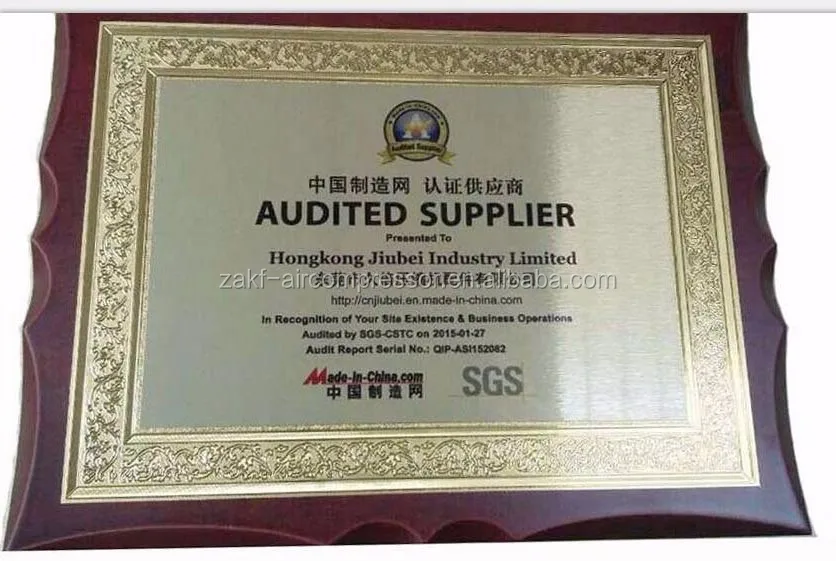 Audited Supplier
中国制造网 认证供应商
AUDITED SUPPLIER
Presented To
Hongkong Jiubei Industry Limited
zakf-aircompressor.en.alibaba.com
http://cnjiubei.en.made-in-china.com
In Recognition of Your Site Existence & Business Operations
Audited by SGS-CSTC on 2015-01-27
Audit Report Serial No.: QIP-ASI152082
Made-in-China.com
中国制造网
SGS